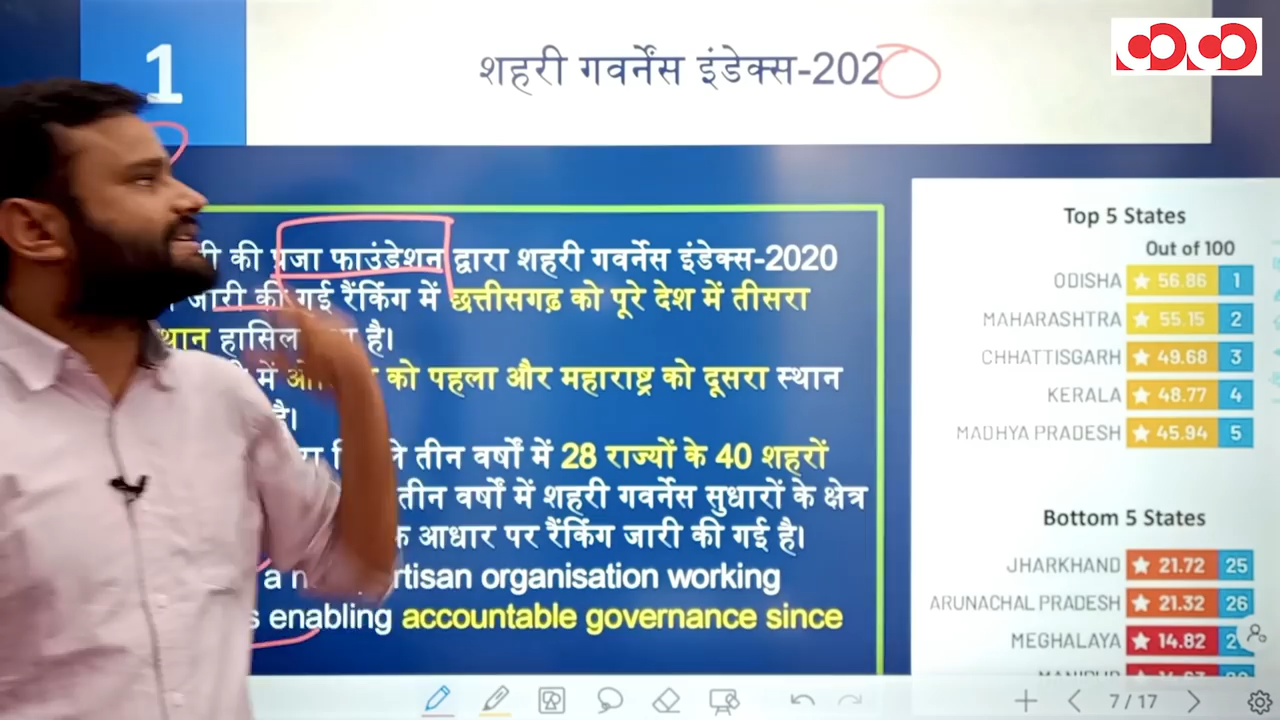 1
शहरी गवर्नेंस इंडेक्स-202
की प्रजा फाउंडेशन द्वारा शहरी गवर्नेस इंडेक्स-2020
जारी की गई रैंकिंग में छत्तीसगढ़ को पूरे देश में तीसरा
हासिल है।
में को पहला और महाराष्ट्र को दूसरा स्थान
है।
तीन वर्षों में 28 राज्यों के 40 शहरों
तीन वर्षों में शहरी गवर्नेस सुधारों के क्षेत्र
आधार पर रैंकिंग जारी की गई है।
a organisation working
enabling accountable governance since
Top 5 States
Out of 100
ODISHA 56.86 1
MAHARASHTRA 55.15 2
CHHATTISGARH 49.68 3
KERALA 48.77 4
MADHYA PRADESH 45.94 5
Bottom 5 States
JHARKHAND 21.72 25
ARUNACHAL PRADESH 21.32 26
MEGHALAYA 14.82
7 / 17